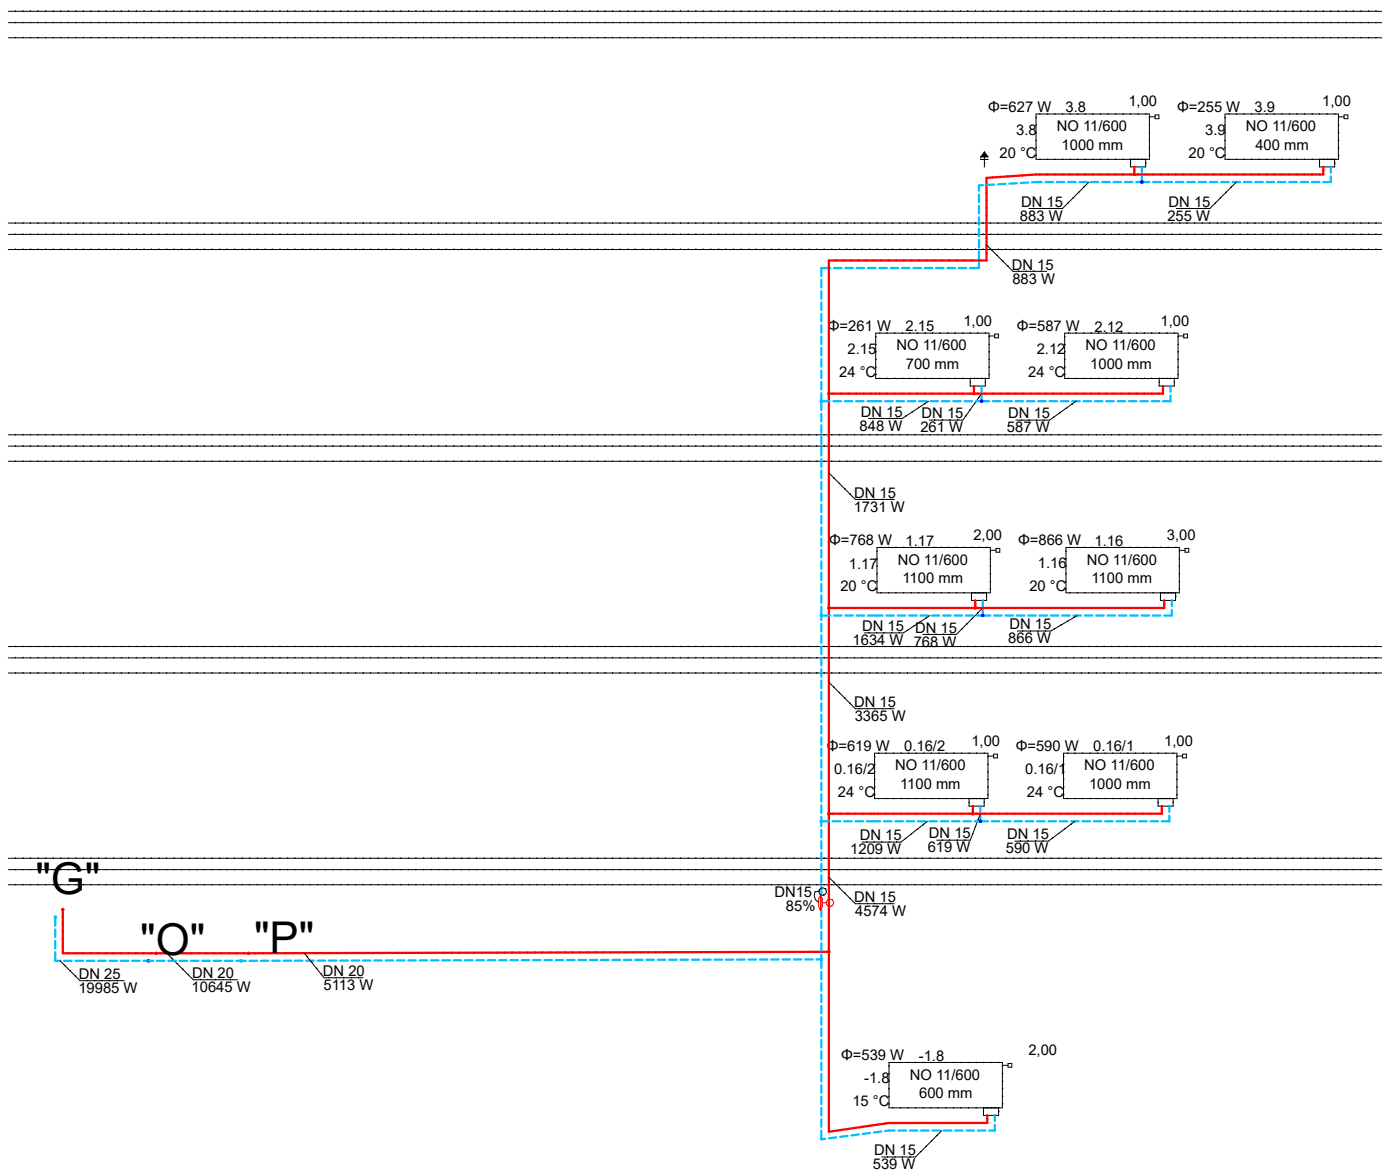 Φ=627 W 3.8 1,00
3.8
NO 11/600
1000 mm
20 °C
Φ=255 W 3.9 1,00
3.9
NO 11/600
400 mm
20 °C
DN 15
883 W
DN 15
255 W
DN 15
883 W
Φ=261 W 2.15 1,00
2.15
NO 11/600
700 mm
24 °C
Φ=587 W 2.12 1,00
2.12
NO 11/600
1000 mm
24 °C
DN 15
848 W
DN 15
261 W
DN 15
587 W
DN 15
1731 W
Φ=768 W 1.17 2,00
1.17
NO 11/600
1100 mm
20 °C
Φ=866 W 1.16 3,00
1.16
NO 11/600
1100 mm
20 °C
DN 15
1634 W
DN 15
768 W
DN 15
866 W
DN 15
3365 W
Φ=619 W 0.16/2 1,00
0.16/2
NO 11/600
1100 mm
24 °C
Φ=590 W 0.16/1 1,00
0.16/1
NO 11/600
1000 mm
24 °C
DN 15
1209 W
DN 15
619 W
DN 15
590 W
DN15
85%
DN 15
4574 W
"G"
"O"
"P"
DN 25
19985 W
DN 20
10645 W
DN 20
5113 W
Φ=539 W -1.8 2,00
-1.8
NO 11/600
600 mm
15 °C
DN 15
539 W